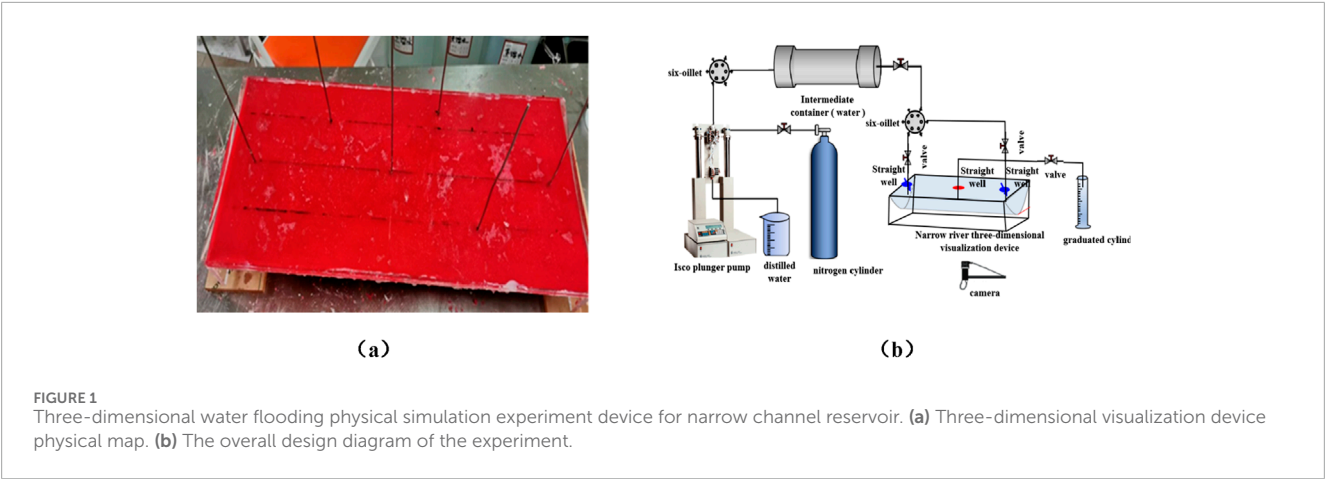 six-oillet
Intermediate
container ( water )
six-oillet
valve
valve
Straight
well
Straight
well
Straight
well
valve
Narrow river three-dimensional
visualization device
graduated cylind
Isco plunger pump
distilled
water
nitrogen cylinder
camera
(a)
(b)
FIGURE 1
Three-dimensional water flooding physical simulation experiment device for narrow channel reservoir. (a) Three-dimensional visualization device
physical map. (b) The overall design diagram of the experiment.